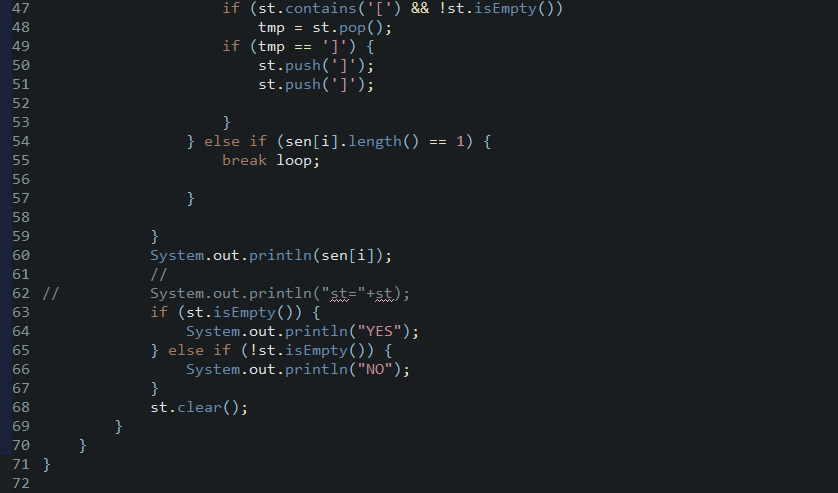 47                     if (st.contains('[') && !st.isEmpty())
48                         tmp = st.pop();
49                     if (tmp == ']') {
50                         st.push(']');
51                         st.push(']');
52
53                     }
54                 } else if (sen[i].length() == 1) {
55                     break loop;
56
57                 }
58
59             }
60             System.out.println(sen[i]);
61             //
62 //          System.out.println("st="+st);
63             if (st.isEmpty()) {
64                 System.out.println("YES");
65             } else if (!st.isEmpty()) {
66                 System.out.println("NO");
67             }
68             st.clear();
69         }
70     }
71 }
72